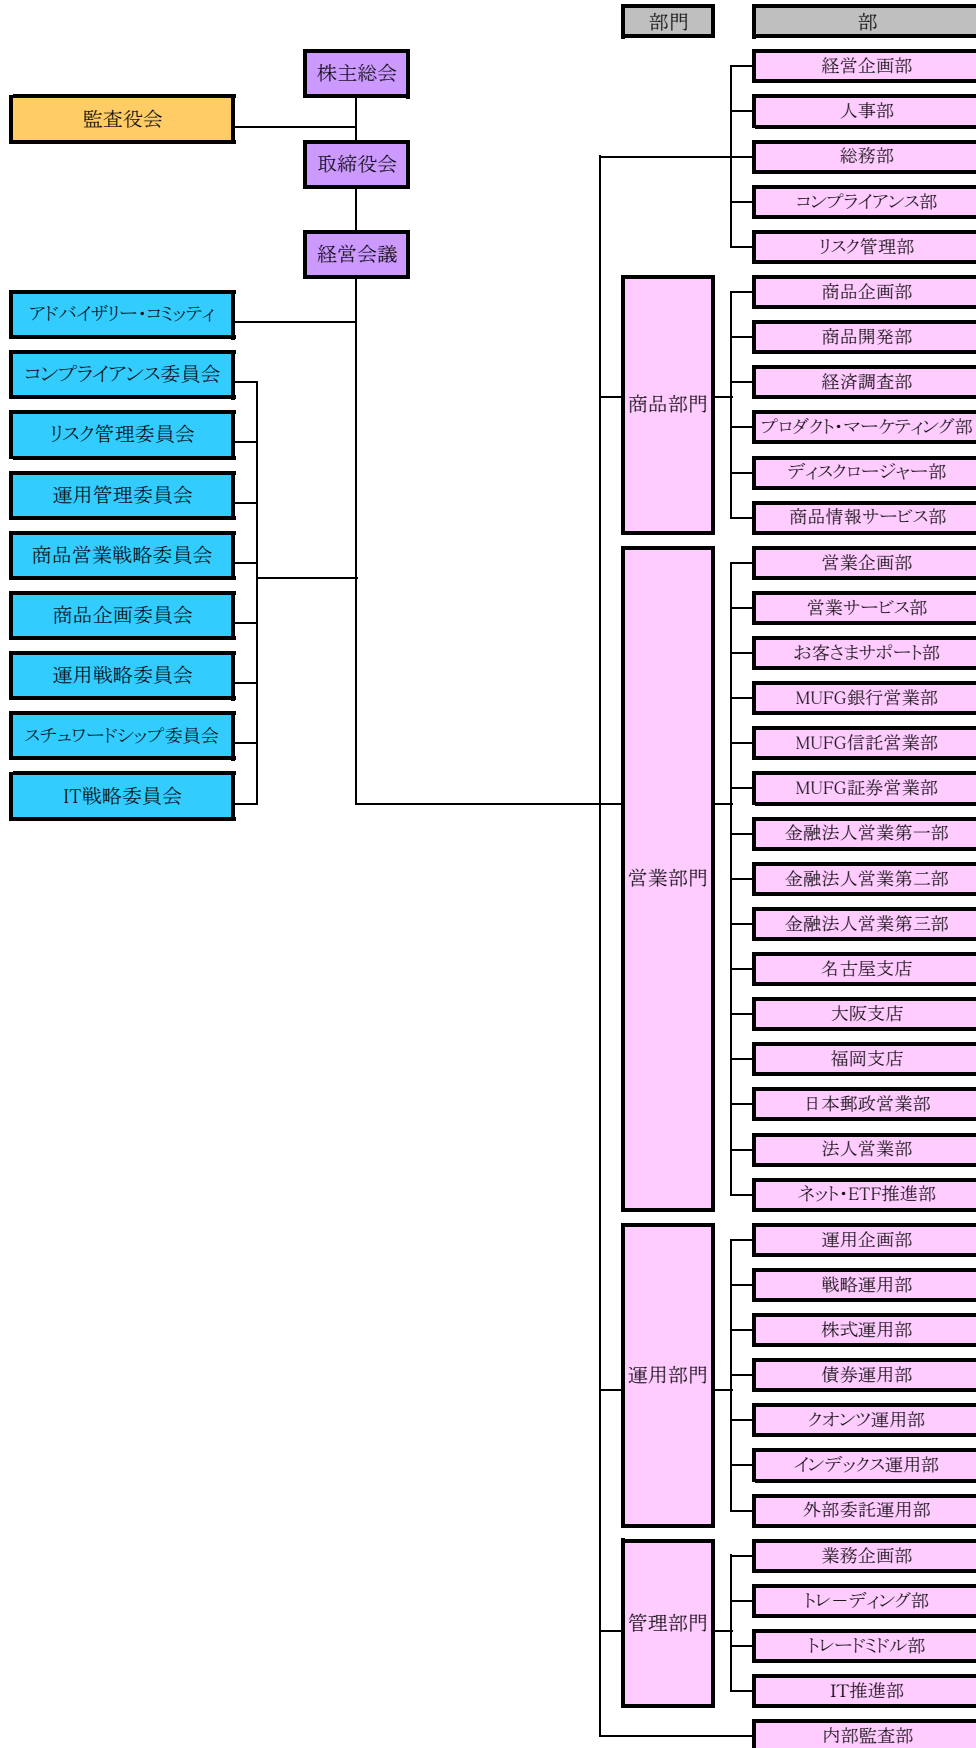 部門
部
株主総会
監査役会
取締役会
経営会議
アドバイザリー・コミッティ
コンプライアンス委員会
リスク管理委員会
運用管理委員会
商品営業戦略委員会
商品企画委員会
運用戦略委員会
スチュワードシップ委員会
IT戦略委員会
経営企画部
人事部
総務部
コンプライアンス部
リスク管理部
商品部門
商品企画部
商品開発部
経済調査部
プロダクト・マーケティング部
ディスクロージャー部
商品情報サービス部
営業部門
営業企画部
営業サービス部
お客さまサポート部
MUFG銀行営業部
MUFG信託営業部
MUFG証券営業部
金融法人営業第一部
金融法人営業第二部
金融法人営業第三部
名古屋支店
大阪支店
福岡支店
日本郵政営業部
法人営業部
ネット・ETF推進部
運用部門
運用企画部
戦略運用部
株式運用部
債券運用部
クオンツ運用部
インデックス運用部
外部委託運用部
管理部門
業務企画部
トレーディング部
トレードミドル部
IT推進部
内部監査部